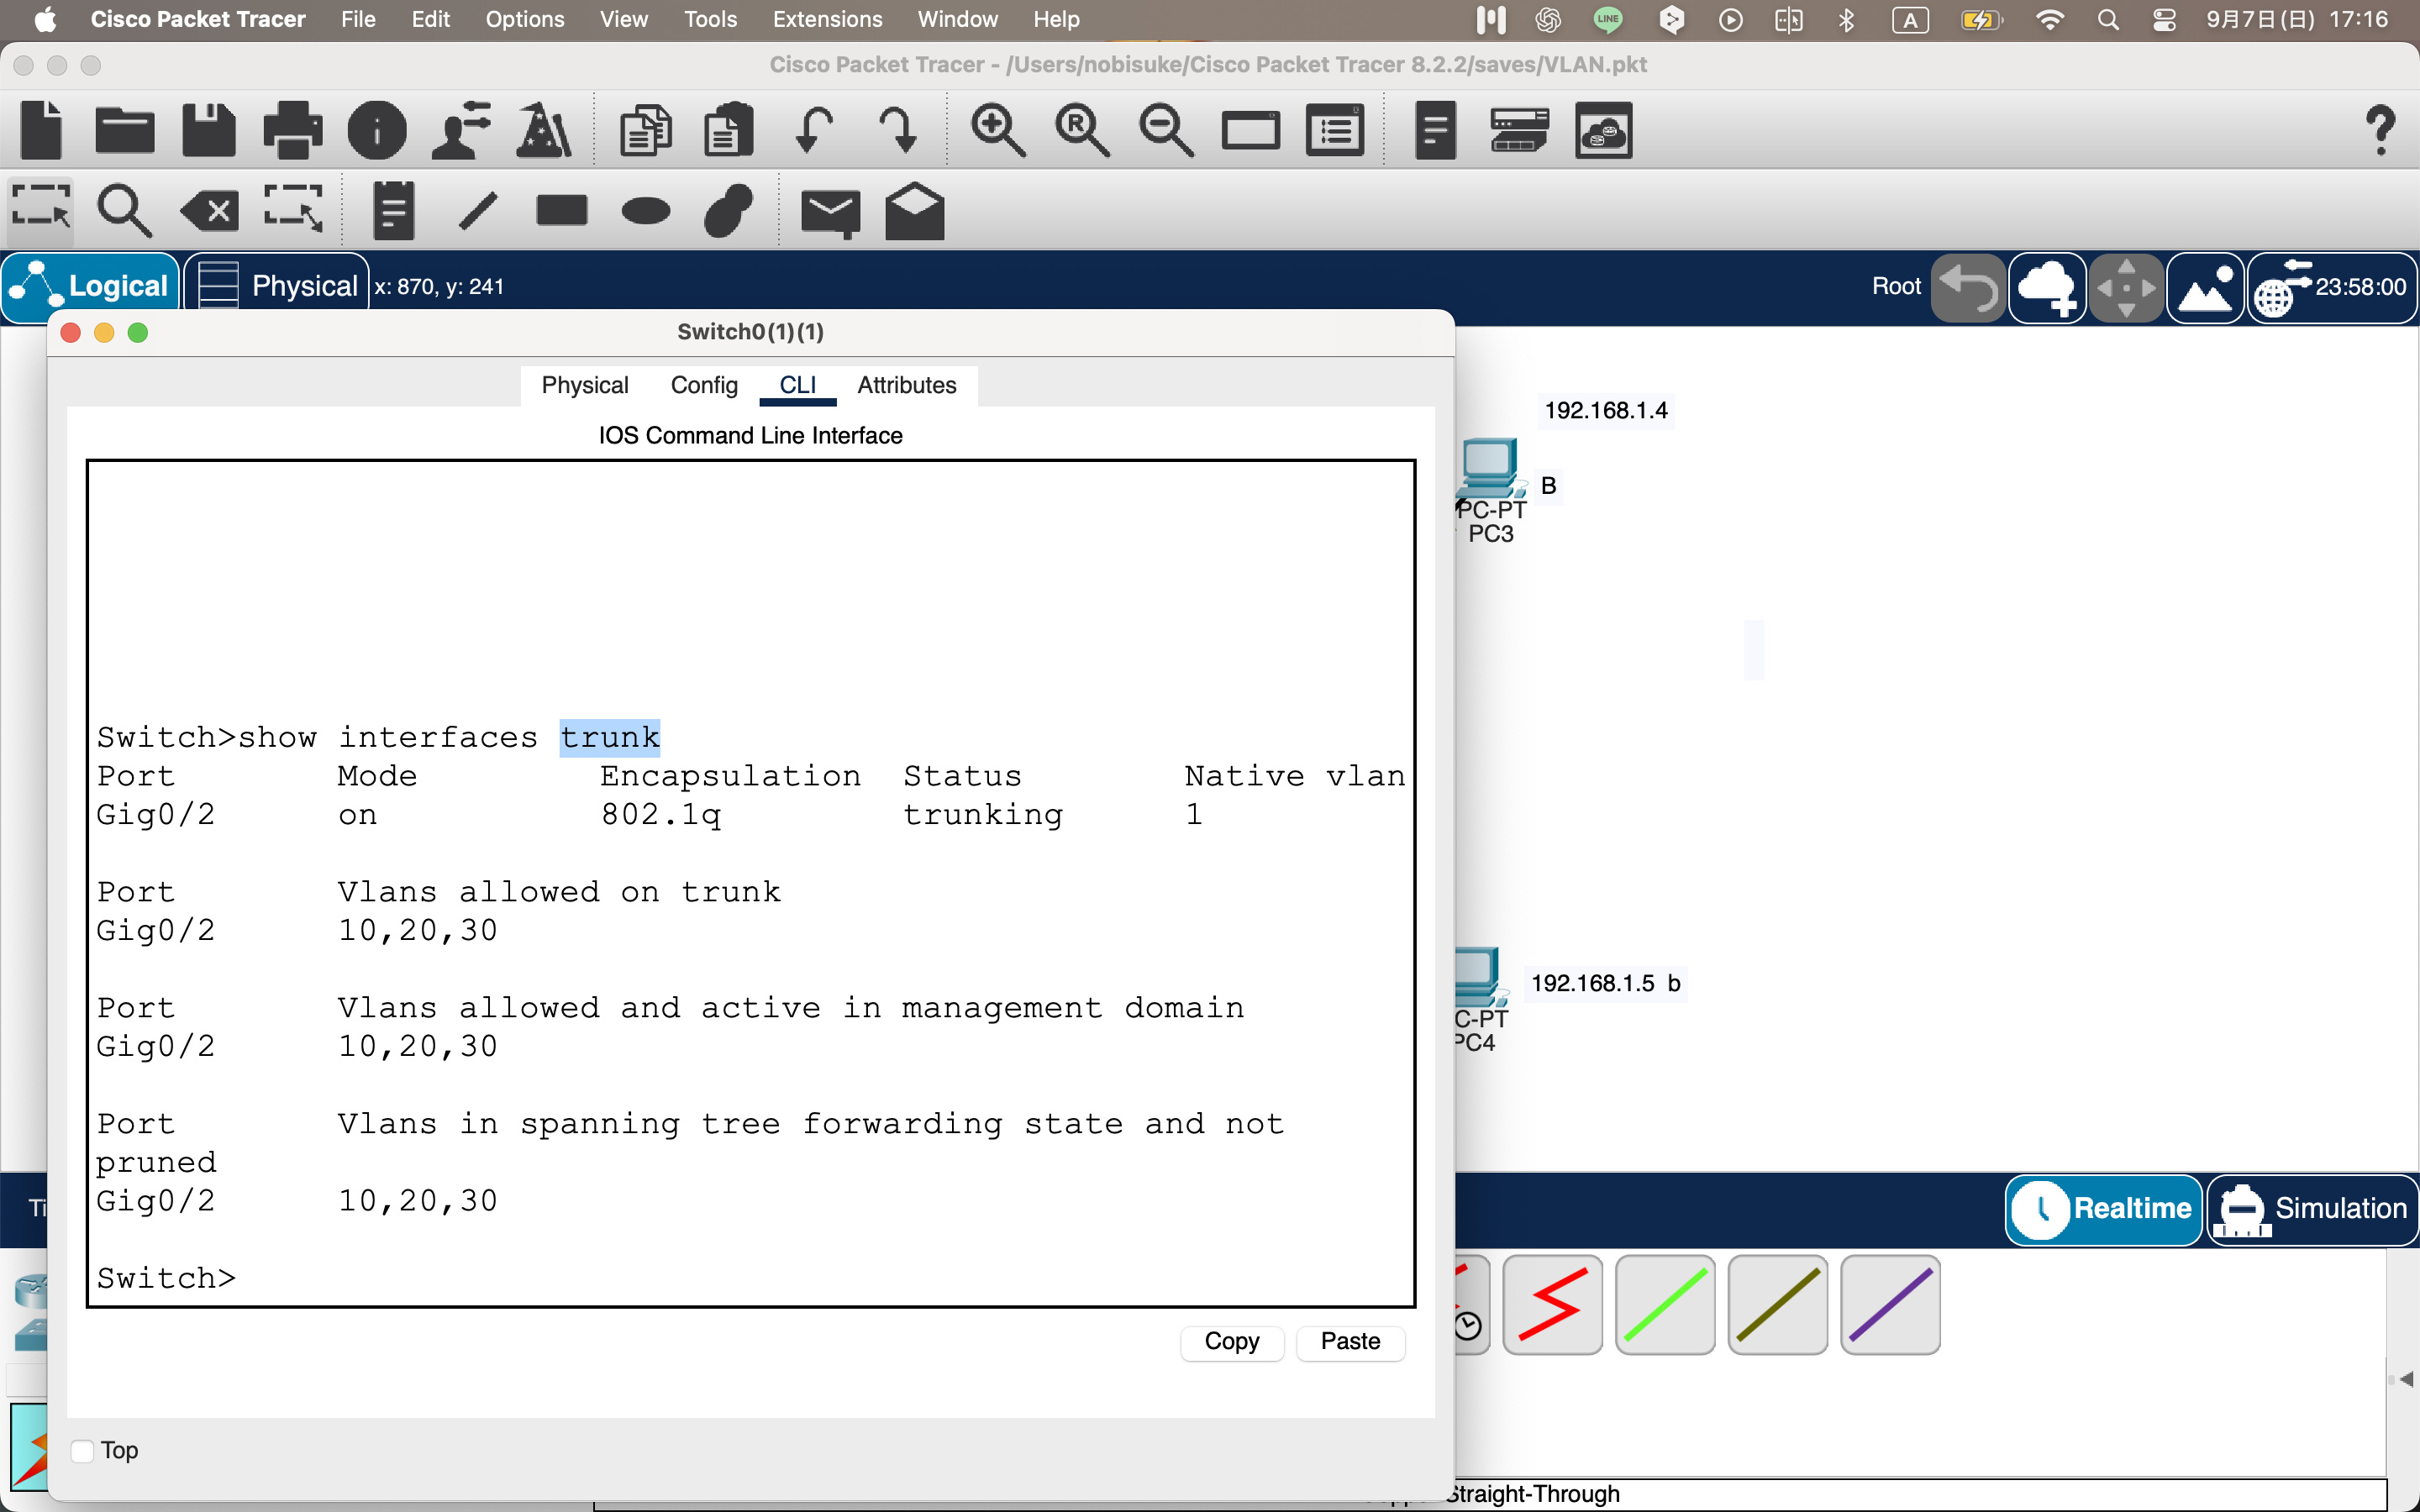 Cisco Packet Tracer File Edit Options View Tools Extensions Window Help LINE A 9月7日(日) 17:16
Cisco Packet Tracer - /Users/nobisuke/Cisco Packet Tracer 8.2.2/saves/VLAN.pkt
Logical Physical x: 870, y: 241 Root 23:58:00
Switch0(1)(1)
Physical Config CLI Attributes
IOS Command Line Interface
192.168.1.4
B
PC-PT
PC3
Switch>show interfaces trunk
Port Mode Encapsulation Status Native vlan
Gig0/2 on 802.1q trunking 1
Port Vlans allowed on trunk
Gig0/2 10,20,30
Port Vlans allowed and active in management domain
Gig0/2 10,20,30
Port Vlans in spanning tree forwarding state and not
pruned
Gig0/2 10,20,30
Switch>
192.168.1.5 b
C-PT
PC4
Realtime Simulation
Copy Paste
Top
Straight-Through